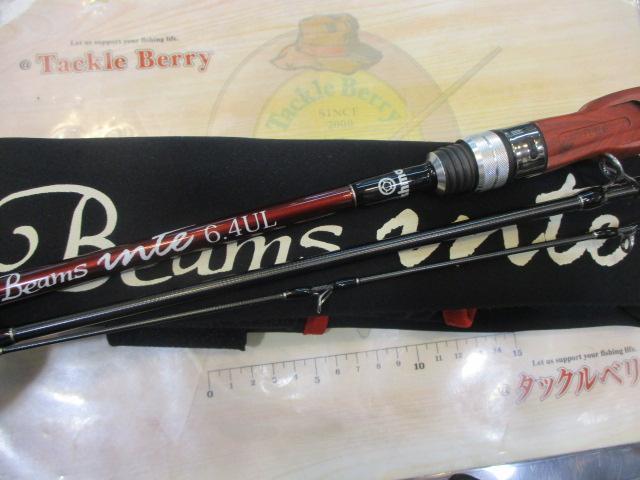 Let us support your fishing life.
@ Tackle Berry
Tackle Berry
SINCE
2000
Beams inte 6.4UL
Beams inte
0 1 2 3 4 5 6 7 8 9 10 11 12 13 14 15
Let us support your fishing life.
@ タックルベリ